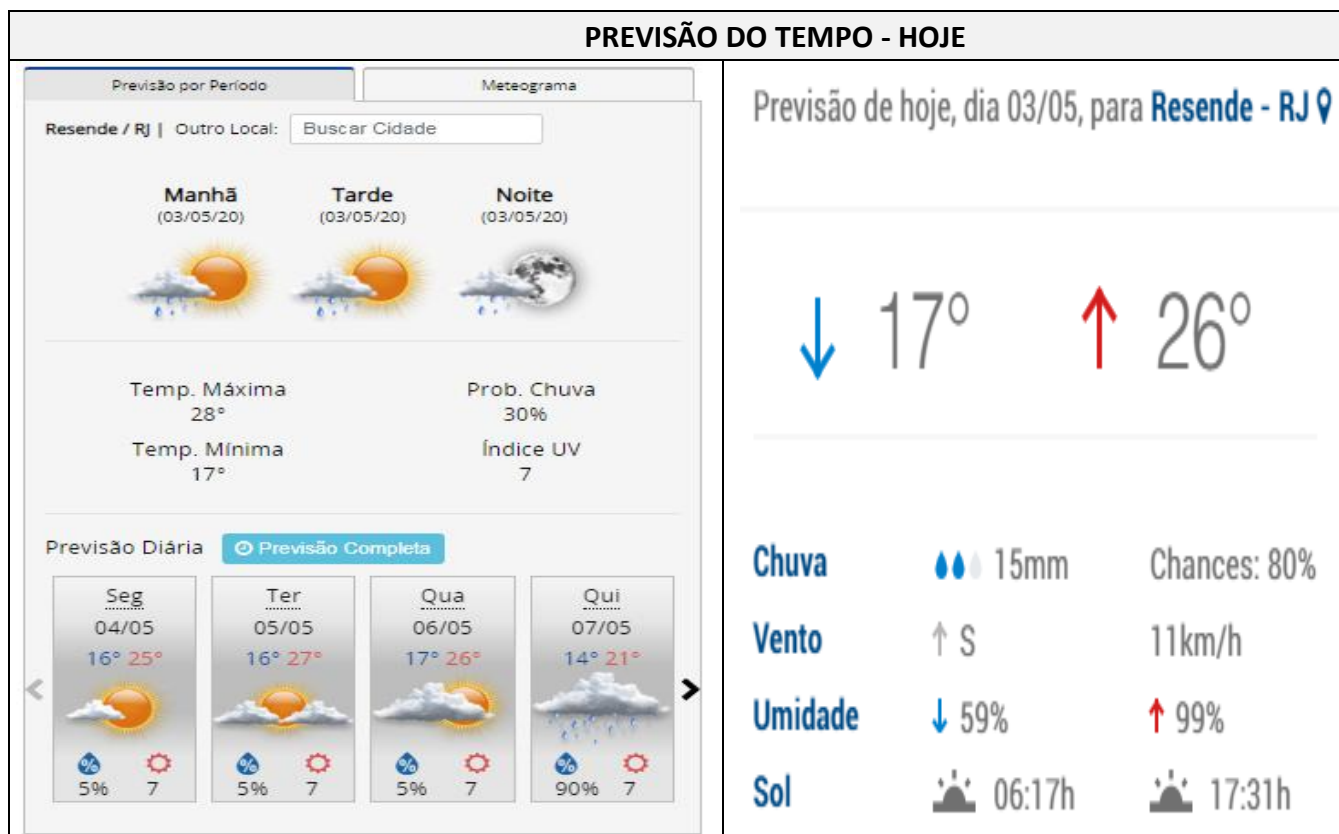 PREVISÃO DO TEMPO - HOJE
Previsão por Período
Meteograma
Resende / RJ | Outro Local: Buscar Cidade
Manhã Tarde Noite
(03/05/20) (03/05/20) (03/05/20)
Temp. Máxima Prob. Chuva
28° 30%
Temp. Mínima Índice UV
17° 7
Previsão Diária Previsão Completa
Seg Ter Qua Qui
04/05 05/05 06/05 07/05
16° 25° 16° 27° 17° 26° 14° 21°
% % % %
5% 7 5% 7 5% 7 90% 7
Previsão de hoje, dia 03/05, para Resende - RJ
↓ 17° ↑ 26°
Chuva 15mm Chances: 80%
Vento ↑ S 11km/h
Umidade ↓ 59% ↑ 99%
Sol 06:17h 17:31h